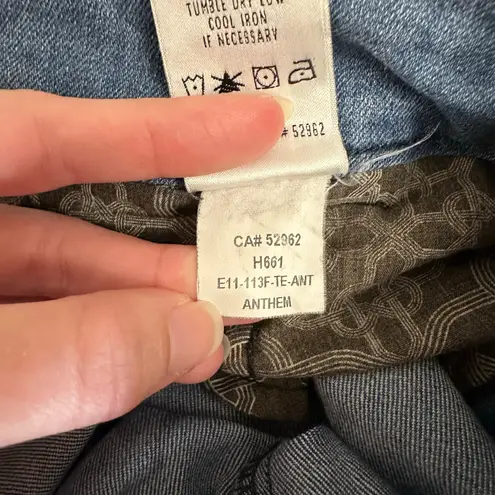 TUMBLE DRY LOW
COOL IRON
IF NECESSARY
# 52962
CA# 52962
H661
E11-113F-TE-ANT
ANTHEM